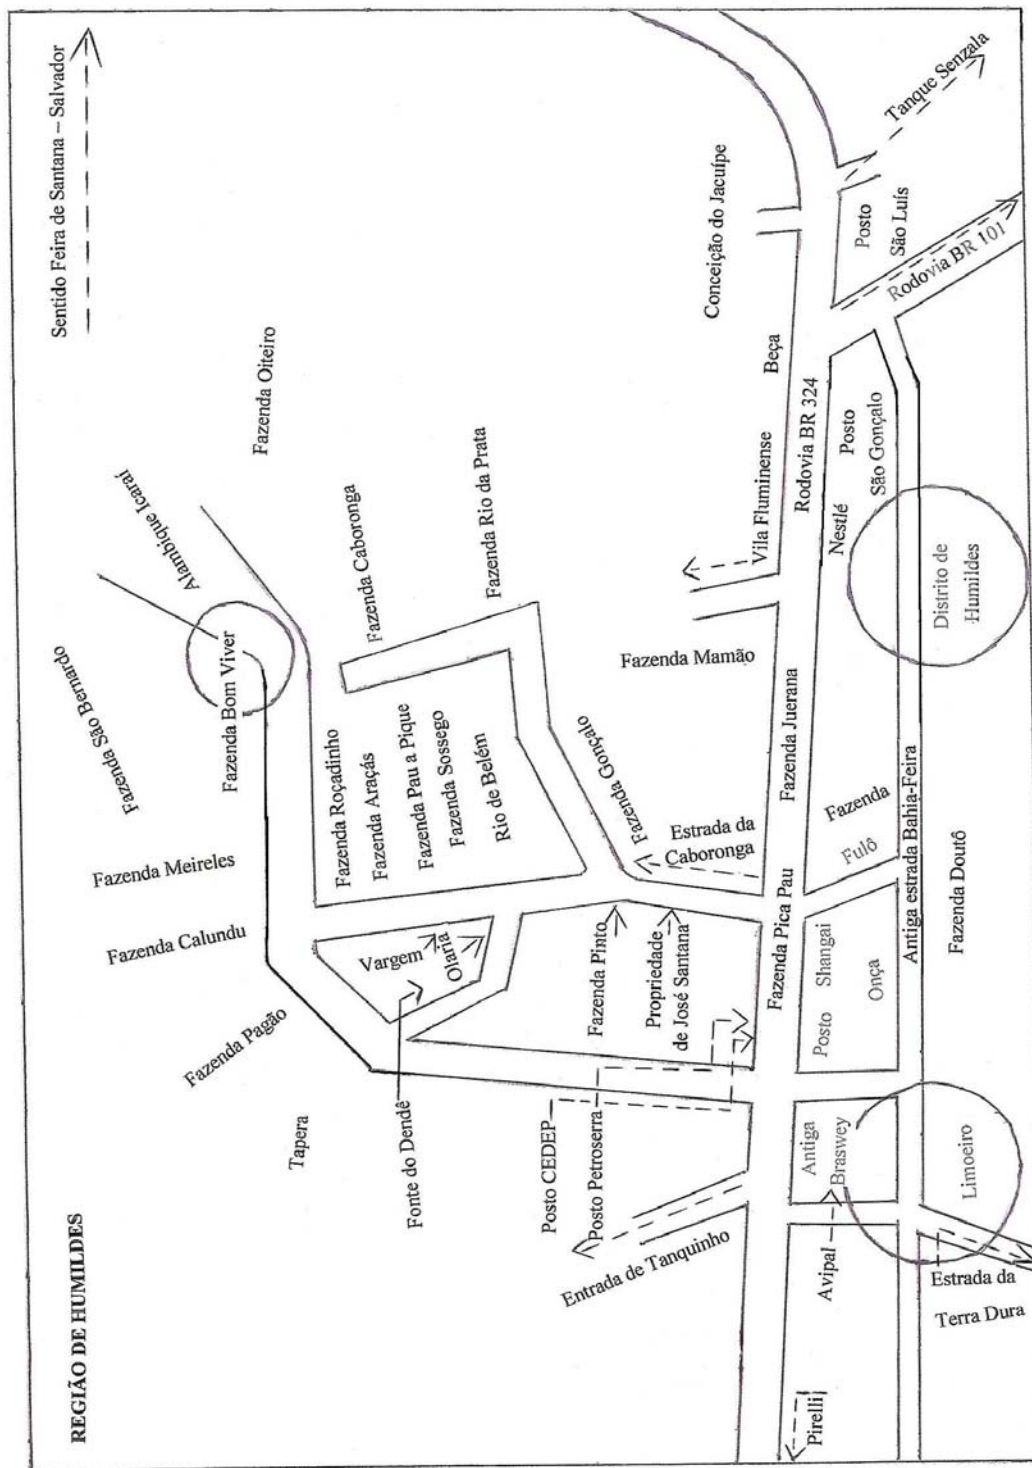 REGIÃO DE HUMILDES
Sentido Feira de Santana – Salvador
Fazenda São Bernardo
Alambique Icaraí
Fazenda Oiteiro
Fazenda Meireles
Fazenda Bom Viver
Fazenda Calundu
Fazenda Pagão
Tapera
Fazenda Roçadinho
Fazenda Araçás
Fazenda Pau a Pique
Fazenda Sossego
Rio de Belém
Fazenda Caboronga
Fazenda Rio da Prata
Vargem
Olaria
Fonte do Dendê
Posto CEDEP
Posto Petroserra
Fazenda Pinto
Propriedade
de José Santana
Fazenda Gonçalo
Estrada da
Caboronga
Fazenda Mamão
Vila Fluminense
Beça
Conceição do Jacuípe
Tanque Senzala
Entrada de Tanquinho
Fazenda Pica Pau
Fazenda Juerana
Rodovia BR 324
Pirelli
Avipal
Antiga
Braswey
Posto Shangai
Onça
Fazenda
Fulô
Nestlé
Posto
São Gonçalo
Posto
São Luís
Rodovia BR 101
Antiga estrada Bahia-Feira
Limoeiro
Estrada da
Terra Dura
Fazenda Doutô
Distrito de
Humildes